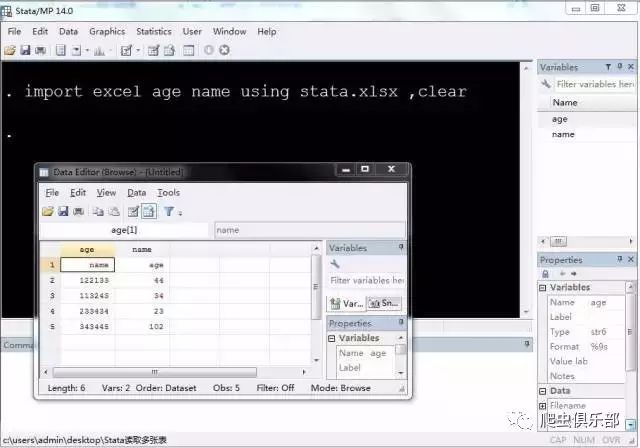 Stata/MP 14.0
File Edit Data Graphics Statistics User Window Help
. import excel age name using stata.xlsx ,clear
.
Variables
Filter variables here
Name
age
name
Data Editor (Browse) - [Untitled]
File Edit View Data Tools
age[1] name
age name
1 name age
2 122133 44
3 113245 34
4 233434 23
5 343445 102
Variables
Filter variables here
Var... Sn...
Properties
Variables
Name age
Label
Length: 6 Vars: 2 Order: Dataset Obs: 5 Filter: Off Mode: Browse
Properties
Variables
Name age
Label
Type str6
Format %9s
Value lab
Notes
Data
Filename
Comma
爬虫俱乐部
c:\users\admin\desktop\Stata读取多张表
CAP NUM OVR